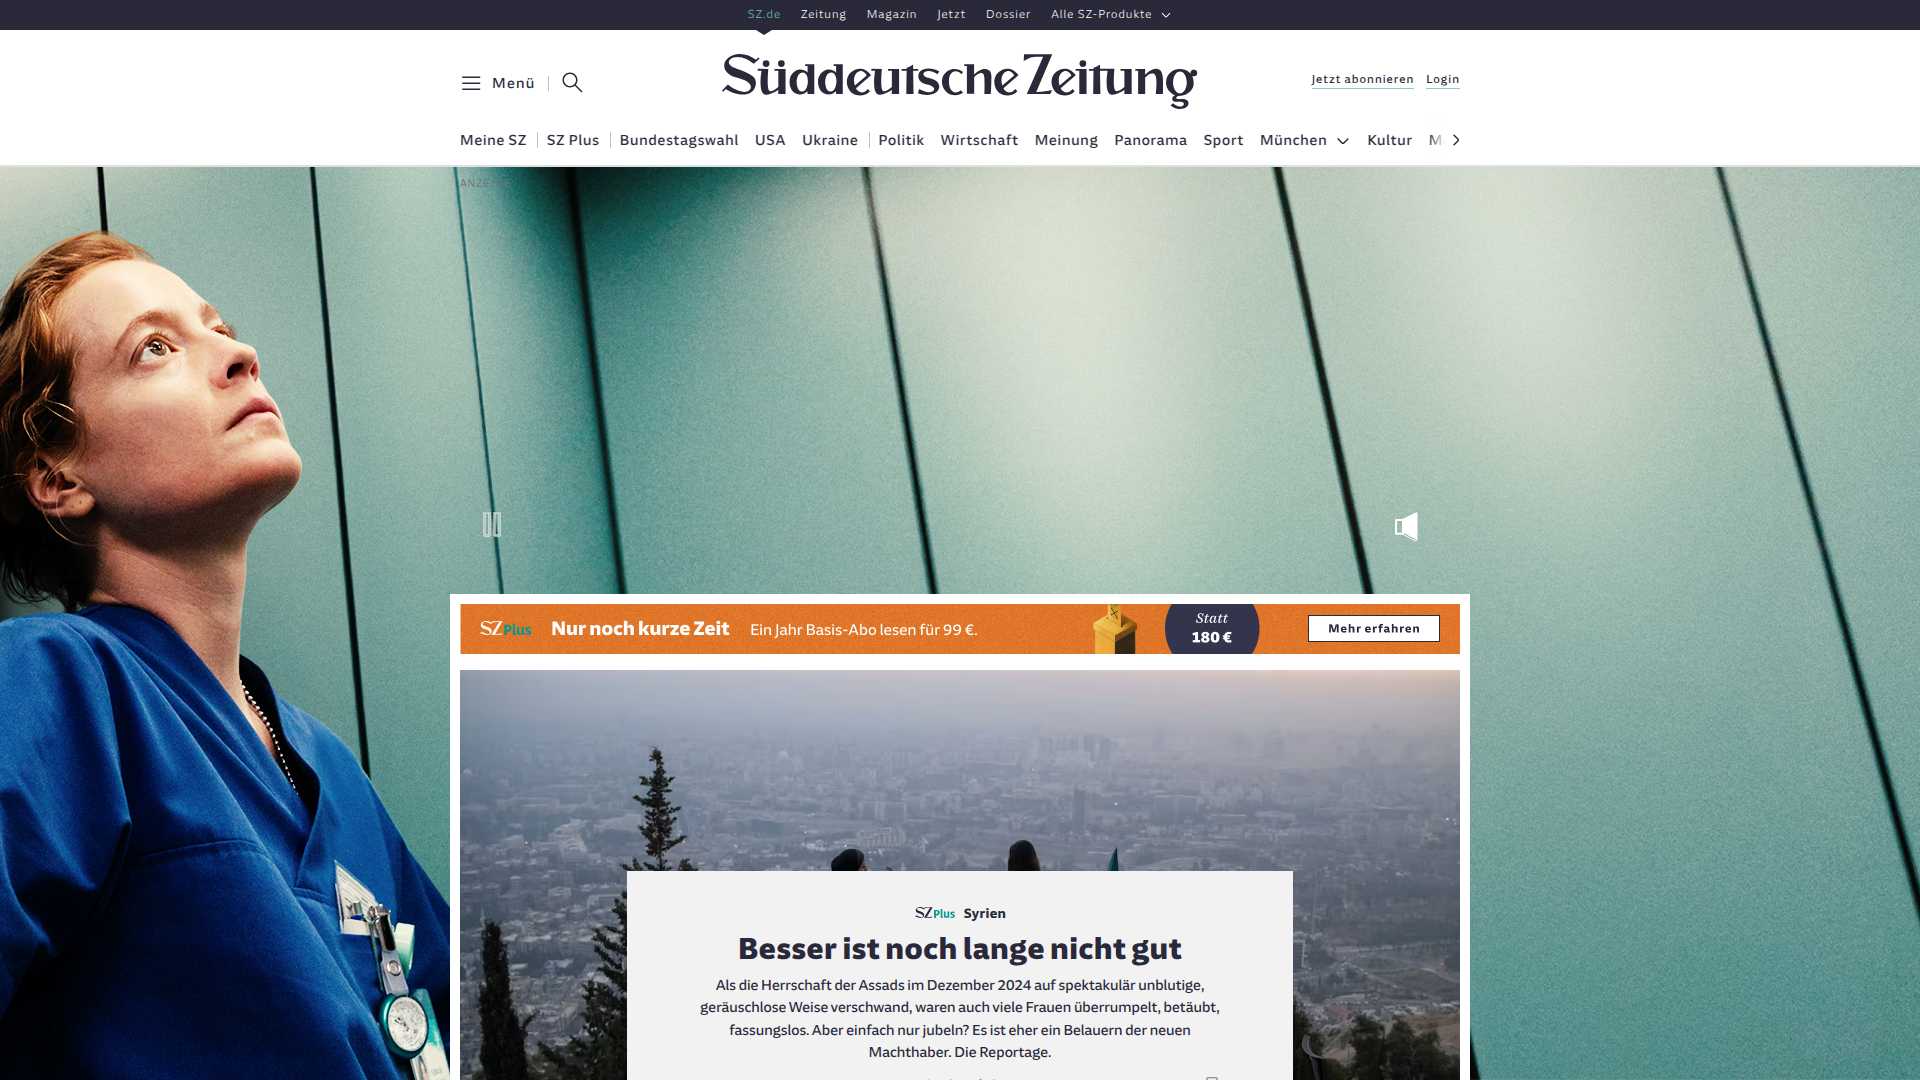 SZ.de Zeitung Magazin Jetzt Dossier Alle SZ-Produkte
Menü
Süddeutsche Zeitung
Jetzt abonnieren Login
Meine SZ SZ Plus Bundestagswahl USA Ukraine Politik Wirtschaft Meinung Panorama Sport München Kultur M
SZ Plus Nur noch kurze Zeit Ein Jahr Basis-Abo lesen für 99 €. Statt 180 € Mehr erfahren
SZ Plus Syrien
Besser ist noch lange nicht gut
Als die Herrschaft der Assads im Dezember 2024 auf spektakulär unblutige,
geräuschlose Weise verschwand, waren auch viele Frauen überrumpelt, betäubt,
fassungslos. Aber einfach nur jubeln? Es ist eher ein Belauern der neuen
Machthaber. Die Reportage.